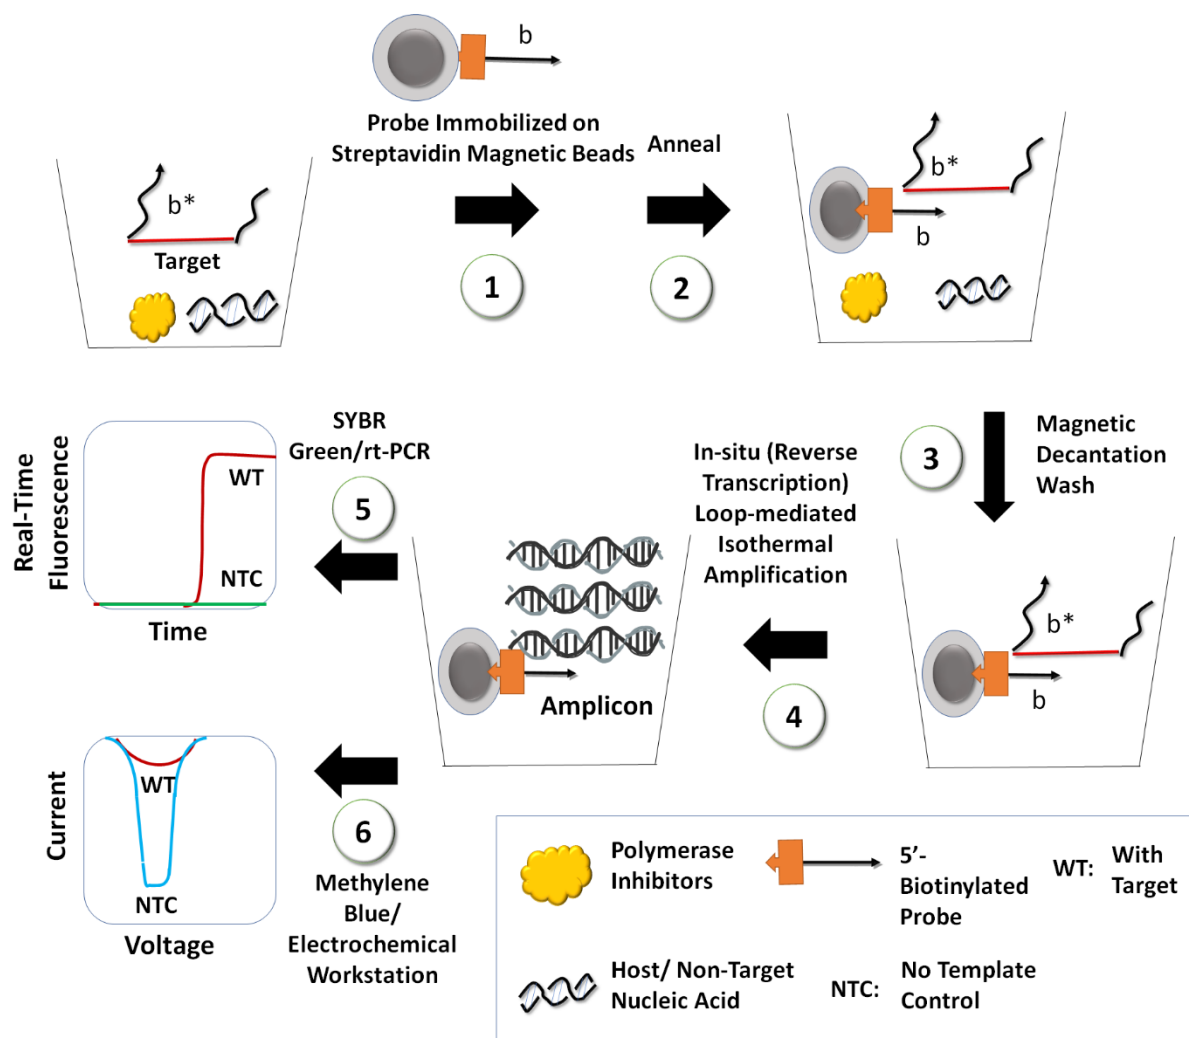 b
Probe Immobilized on
Streptavidin Magnetic Beads
Anneal
b*
Target
1
2
b*
b
3
Magnetic
Decantation
Wash
b*
b
In-situ (Reverse
Transcription)
Loop-mediated
Isothermal
Amplification
4
Amplicon
SYBR
Green/rt-PCR
5
Real-Time
Fluorescence
WT
NTC
Time
6
Methylene
Blue/
Electrochemical
Workstation
Current
WT
NTC
Voltage
Polymerase
Inhibitors
5’-
Biotinylated
Probe
WT:
With
Target
Host/ Non-Target
Nucleic Acid
NTC:
No Template
Control